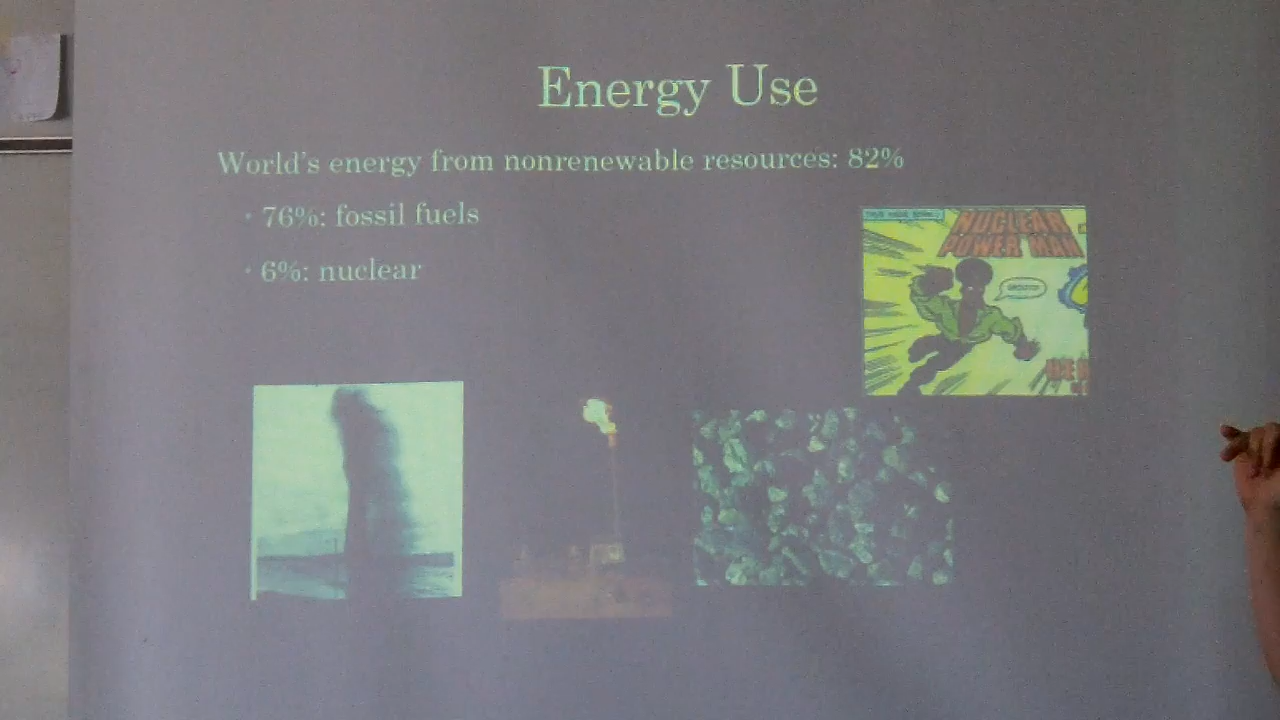 Energy Use
World's energy from nonrenewable resources: 82%
• 76%: fossil fuels
• 6%: nuclear
NUCLEAR
POWER MAN